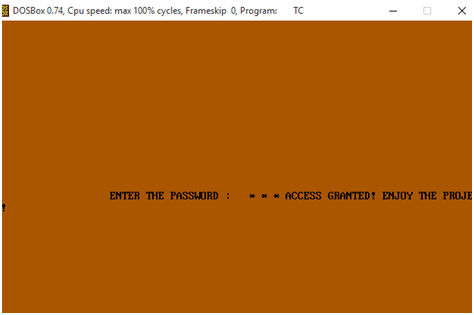 DOSBox 0.74, Cpu speed: max 100% cycles, Frameskip 0, Program: TC
ENTER THE PASSWORD : * * * ACCESS GRANTED! ENJOY THE PROJE
!